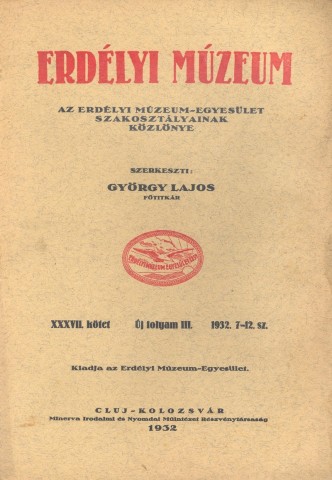 ERDÉLYI MÚZEUM
AZ ERDÉLYI MÚZEUM-EGYESÜLET
SZAKOSZTÁLYAINAK
KÖZLÖNYE
SZERKESZTI:
GYÖRGY LAJOS
FŐTITKÁR
XXXVII. kötet Új folyam III. 1932. 7–12. sz.
Kiadja az Erdélyi Múzeum-Egyesület.
CLUJ-KOLOZSVÁR
Minerva Irodalmi és Nyomdai Műintézet Részvénytársaság
1932